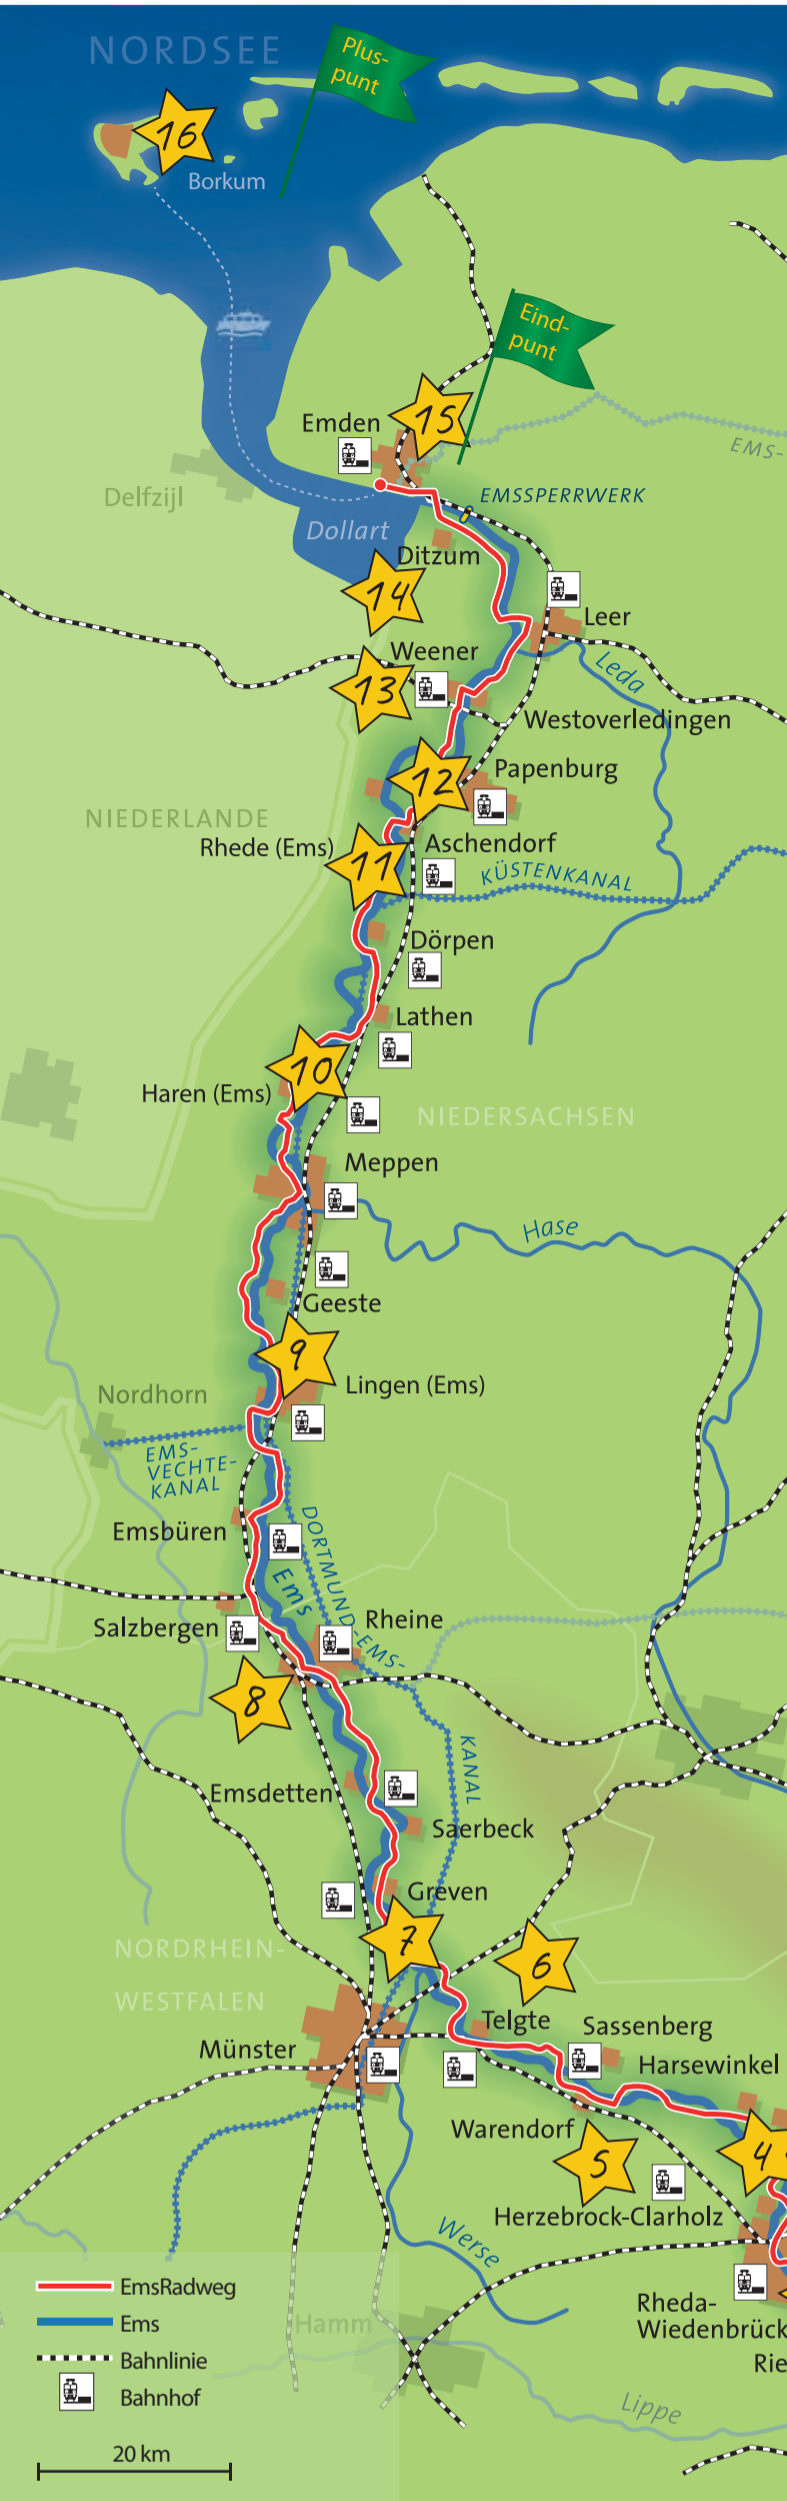 NORDSEE
Plus-
punt
16
Borkum
Eind-
punt
15
Emden
EMS-
EMSSPERRWERK
Delfzijl
Dollart
Ditzum
14
Leer
Weener
Leda
13
Westoverledingen
12
Papenburg
NIEDERLANDE
Rhede (Ems)
Aschendorf
11
KÜSTENKANAL
Dörpen
Lathen
10
Haren (Ems)
NIEDERSACHSEN
Meppen
Hase
Geeste
9
Lingen (Ems)
Nordhorn
EMS-
VECHTE-
KANAL
Emsbüren
DORTMUND-EMS-
Ems
Salzbergen
Rheine
8
KANAL
Emsdetten
Saerbeck
Greven
7
NORDRHEIN-
WESTFALEN
6
Telgte
Sassenberg
Münster
Harsewinkel
Warendorf
4
5
Herzebrock-Clarholz
Werse
Rheda-
Wiedenbrück
Rie
EmsRadweg
Ems
Hamm
Bahnlinie
Bahnhof
Lippe
20 km